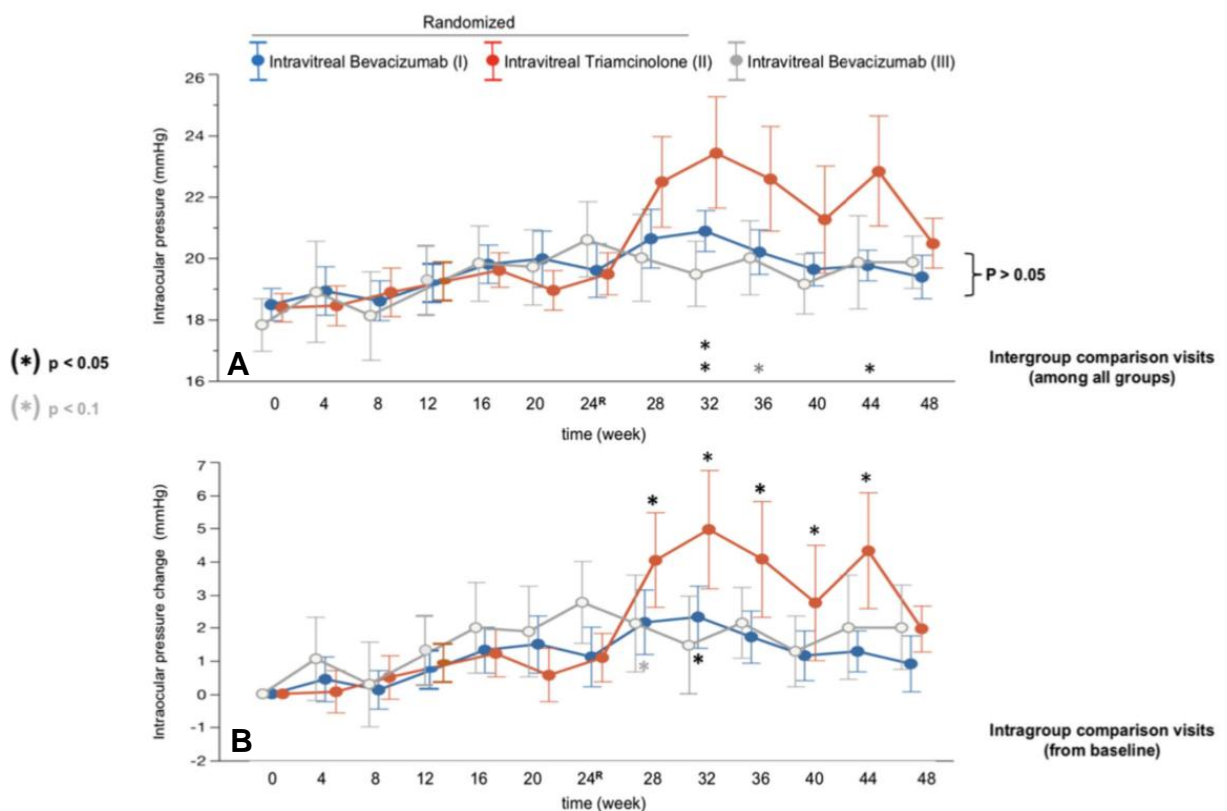 Randomized
Intravitreal Bevacizumab (I) Intravitreal Triamcinolone (II) Intravitreal Bevacizumab (III)
Intraocular pressure (mmHg)
26
24
22
20
18
16
P > 0.05
A
* * * *
(*) p < 0.05
(*) p < 0.1
Intergroup comparison visits
(among all groups)
0 4 8 12 16 20 24ᴿ 28 32 36 40 44 48
time (week)
Intraocular pressure change (mmHg)
7
6
5
4
3
2
1
0
-1
-2
* * * * *
* *
B
Intragroup comparison visits
(from baseline)
0 4 8 12 16 20 24ᴿ 28 32 36 40 44 48
time (week)